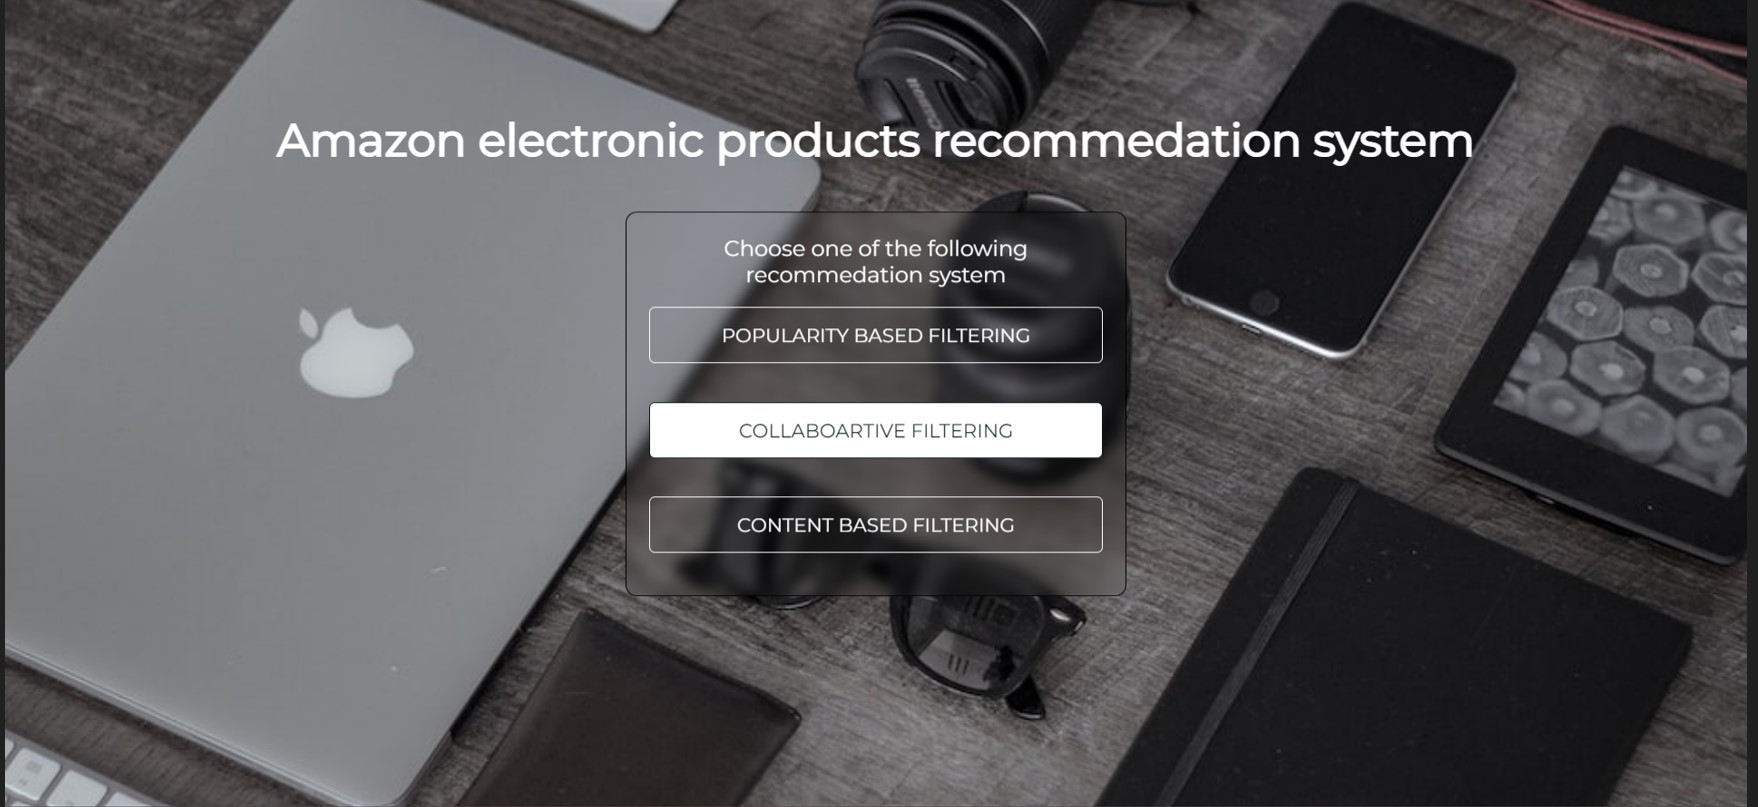 Amazon electronic products recommedation system
Choose one of the following
recommedation system
POPULARITY BASED FILTERING
COLLABOARTIVE FILTERING
CONTENT BASED FILTERING